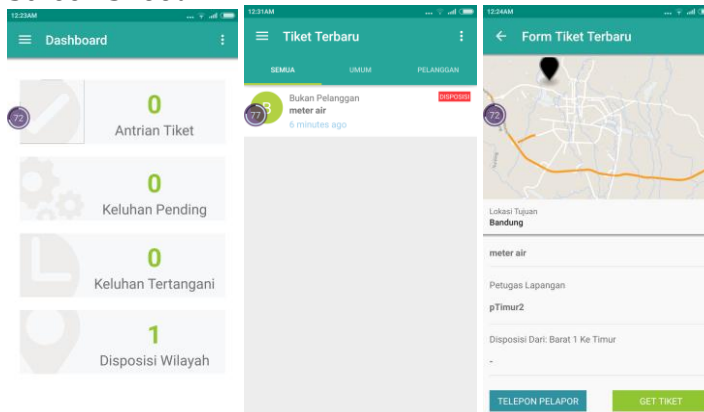 12:23AM
Dashboard
72
0
Antrian Tiket
0
Keluhan Pending
0
Keluhan Tertangani
1
Disposisi Wilayah
12:31AM
Tiket Terbaru
SEMUA UMUM PELANGGAN
B
77
Bukan Pelanggan
DISPOSISI
meter air
6 minutes ago
12:24AM
Form Tiket Terbaru
72
Lokasi Tujuan
Bandung
meter air
Petugas Lapangan
pTimur2
Disposisi Dari: Barat 1 Ke Timur
-
TELEPON PELAPOR GET TIKET